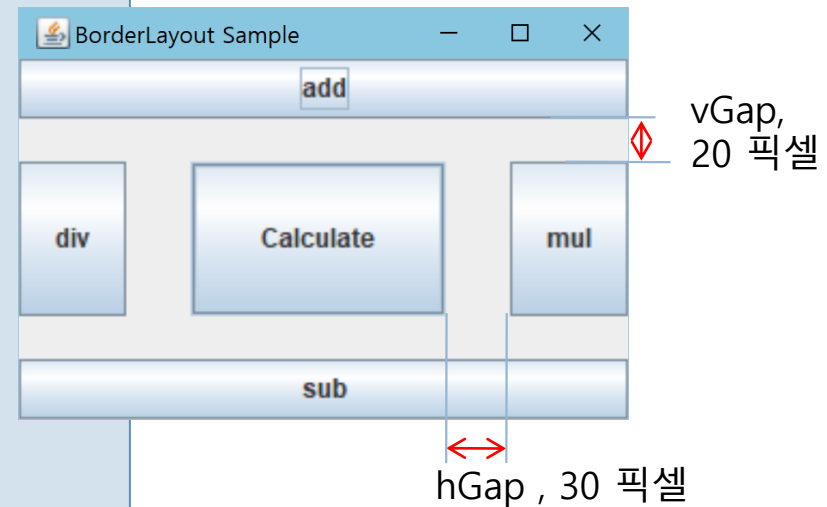 BorderLayout Sample
add
vGap,
20 픽셀
div
Calculate
mul
sub
hGap , 30 픽셀